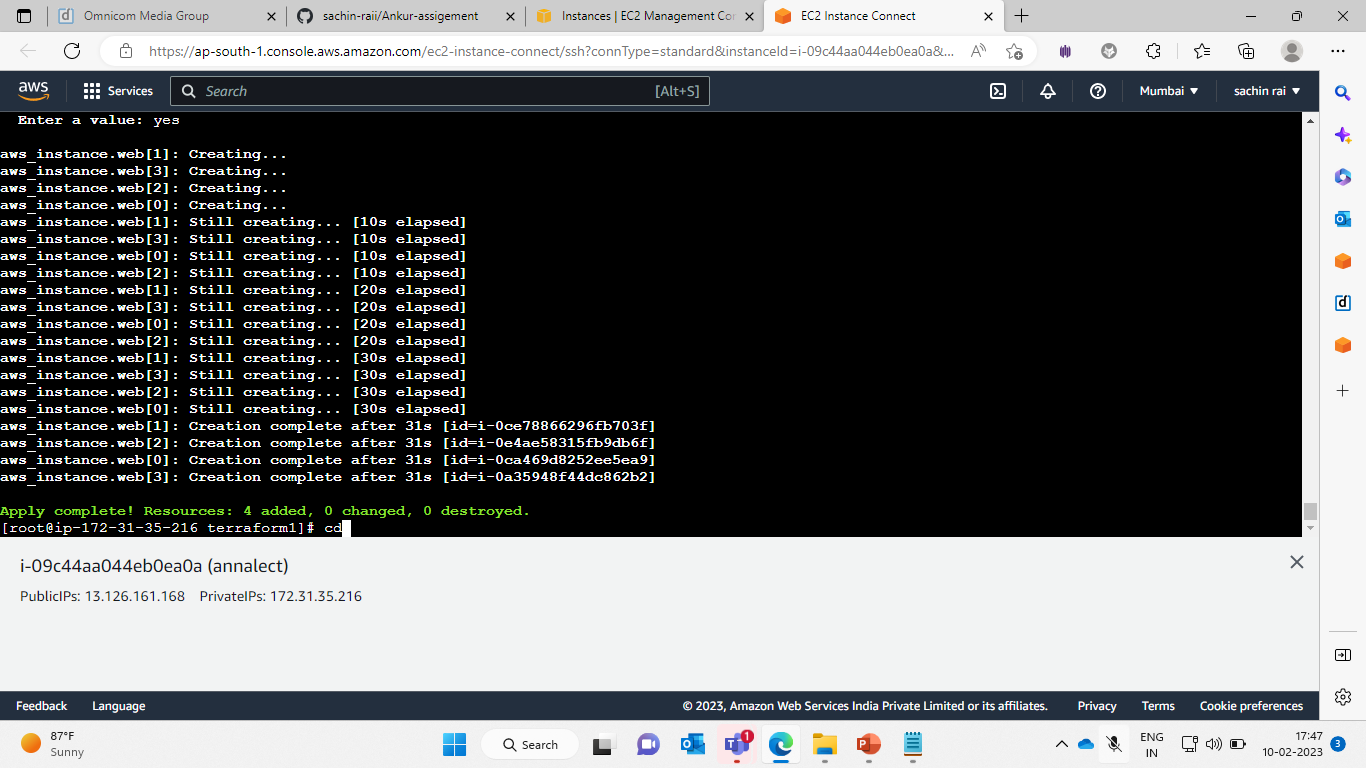 Omnicom Media Group
sachin-raii/Ankur-assigement
Instances | EC2 Management Con
EC2 Instance Connect
https://ap-south-1.console.aws.amazon.com/ec2-instance-connect/ssh?connType=standard&instanceId=i-09c44aa044eb0ea0a&...
aws
Services
Search
[Alt+S]
Mumbai
sachin rai
Enter a value: yes
aws_instance.web[1]: Creating...
aws_instance.web[3]: Creating...
aws_instance.web[2]: Creating...
aws_instance.web[0]: Creating...
aws_instance.web[1]: Still creating... [10s elapsed]
aws_instance.web[3]: Still creating... [10s elapsed]
aws_instance.web[0]: Still creating... [10s elapsed]
aws_instance.web[2]: Still creating... [10s elapsed]
aws_instance.web[1]: Still creating... [20s elapsed]
aws_instance.web[3]: Still creating... [20s elapsed]
aws_instance.web[0]: Still creating... [20s elapsed]
aws_instance.web[2]: Still creating... [20s elapsed]
aws_instance.web[1]: Still creating... [30s elapsed]
aws_instance.web[3]: Still creating... [30s elapsed]
aws_instance.web[2]: Still creating... [30s elapsed]
aws_instance.web[0]: Still creating... [30s elapsed]
aws_instance.web[1]: Creation complete after 31s [id=i-0ce78866296fb703f]
aws_instance.web[2]: Creation complete after 31s [id=i-0e4ae58315fb9db6f]
aws_instance.web[0]: Creation complete after 31s [id=i-0ca469d8252ee5ea9]
aws_instance.web[3]: Creation complete after 31s [id=i-0a35948f44dc862b2]
Apply complete! Resources: 4 added, 0 changed, 0 destroyed.
[root@ip-172-31-35-216 terraform1]# cd
i-09c44aa044eb0ea0a (annalect)
PublicIPs: 13.126.161.168 PrivateIPs: 172.31.35.216
Feedback
Language
© 2023, Amazon Web Services India Private Limited or its affiliates.
Privacy
Terms
Cookie preferences
87°F
Sunny
Search
1
ENG
IN
17:47
10-02-2023
3